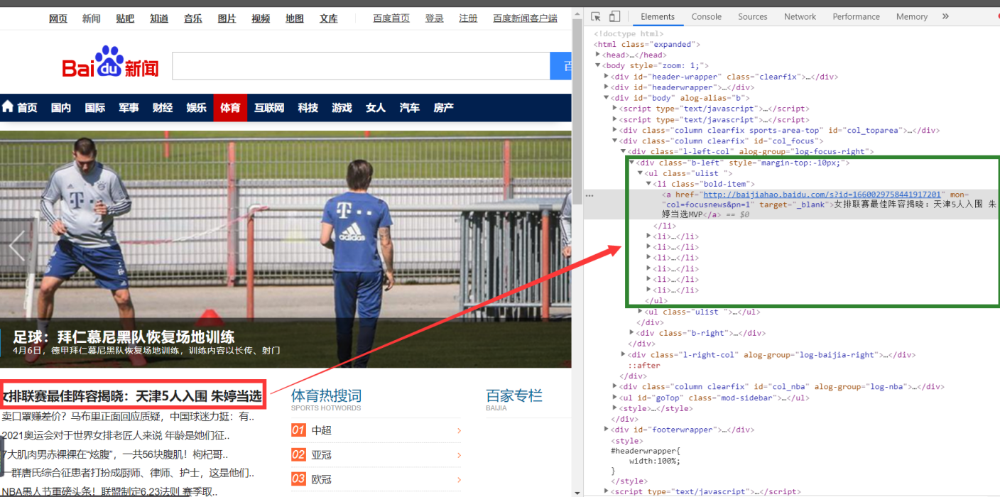 网页 新闻 贴吧 知道 音乐 图片 视频 地图 文库 百度首页 登录 注册 百度新闻客户端
Bai du 新闻
百
首页 国内 国际 军事 财经 娱乐 体育 互联网 科技 游戏 女人 汽车 房产
T
T
adidas
足球：拜仁慕尼黑队恢复场地训练
4月6日，德甲拜仁慕尼黑队恢复场地训练，训练内容以长传、射门
女排联赛最佳阵容揭晓：天津5人入围 朱婷当选
卖口罩赚差价？马布里正面回应质疑，中国球迷力挺：有..
2021奥运会对于世界女排老匠人来说 年龄是她们征..
7大肌肉男赤裸裸在“炫腹”，一共56块腹肌！枸杞哥..
一群唐氏综合征患者打扮成厨师、律师、护士，这是他们..
NBA黑人节重磅头条！联盟制定6.23法则 赛季取..
体育热搜词
SPORTS HOTWORDS
01 中超
02 亚冠
03 欧冠
百家专栏
BAIJIA
Elements Console Sources Network Performance Memory »
<!doctype html>
<html class="expanded">
<head>…</head>
<body style="zoom: 1;">
<div id="header-wrapper" class="clearfix">…</div>
<div id="headerwrapper">…</div>
<div id="body" alog-alias="b">
<script type="text/javascript">…</script>
<script type="text/javascript">…</script>
<div class="column clearfix sports-area-top" id="col_toparea">…</div>
<div class="column clearfix" id="col_focus">
<div class="l-left-col" alog-group="log-focus-right">
<div class="b-left" style="margin-top:-10px;">
<ul class="ulist ">
<li class="bold-item">
<a href="http://baijiahao.baidu.com/s?id=1660029758441917201" mon=
"col=focusnews&pn=1" target="_blank">女排联赛最佳阵容揭晓：天津5人入围 朱
婷当选MVP</a> == $0
</li>
<li>…</li>
<li>…</li>
<li>…</li>
<li>…</li>
<li>…</li>
<li>…</li>
</ul>
<ul class="ulist ">…</ul>
</div>
<div class="b-right">…</div>
</div>
<div class="l-right-col" alog-group="log-baijia-right">…</div>
::after
</div>
<div class="column clearfix" id="col_nba" alog-group="log-nba">…</div>
<ul id="goTop" class="mod-sidebar">…</ul>
<style>…</style>
</div>
<div id="footerwrapper">…</div>
<style>
#headerwrapper{
width:100%;
}
</style>
<script type="text/javascript">…</script>